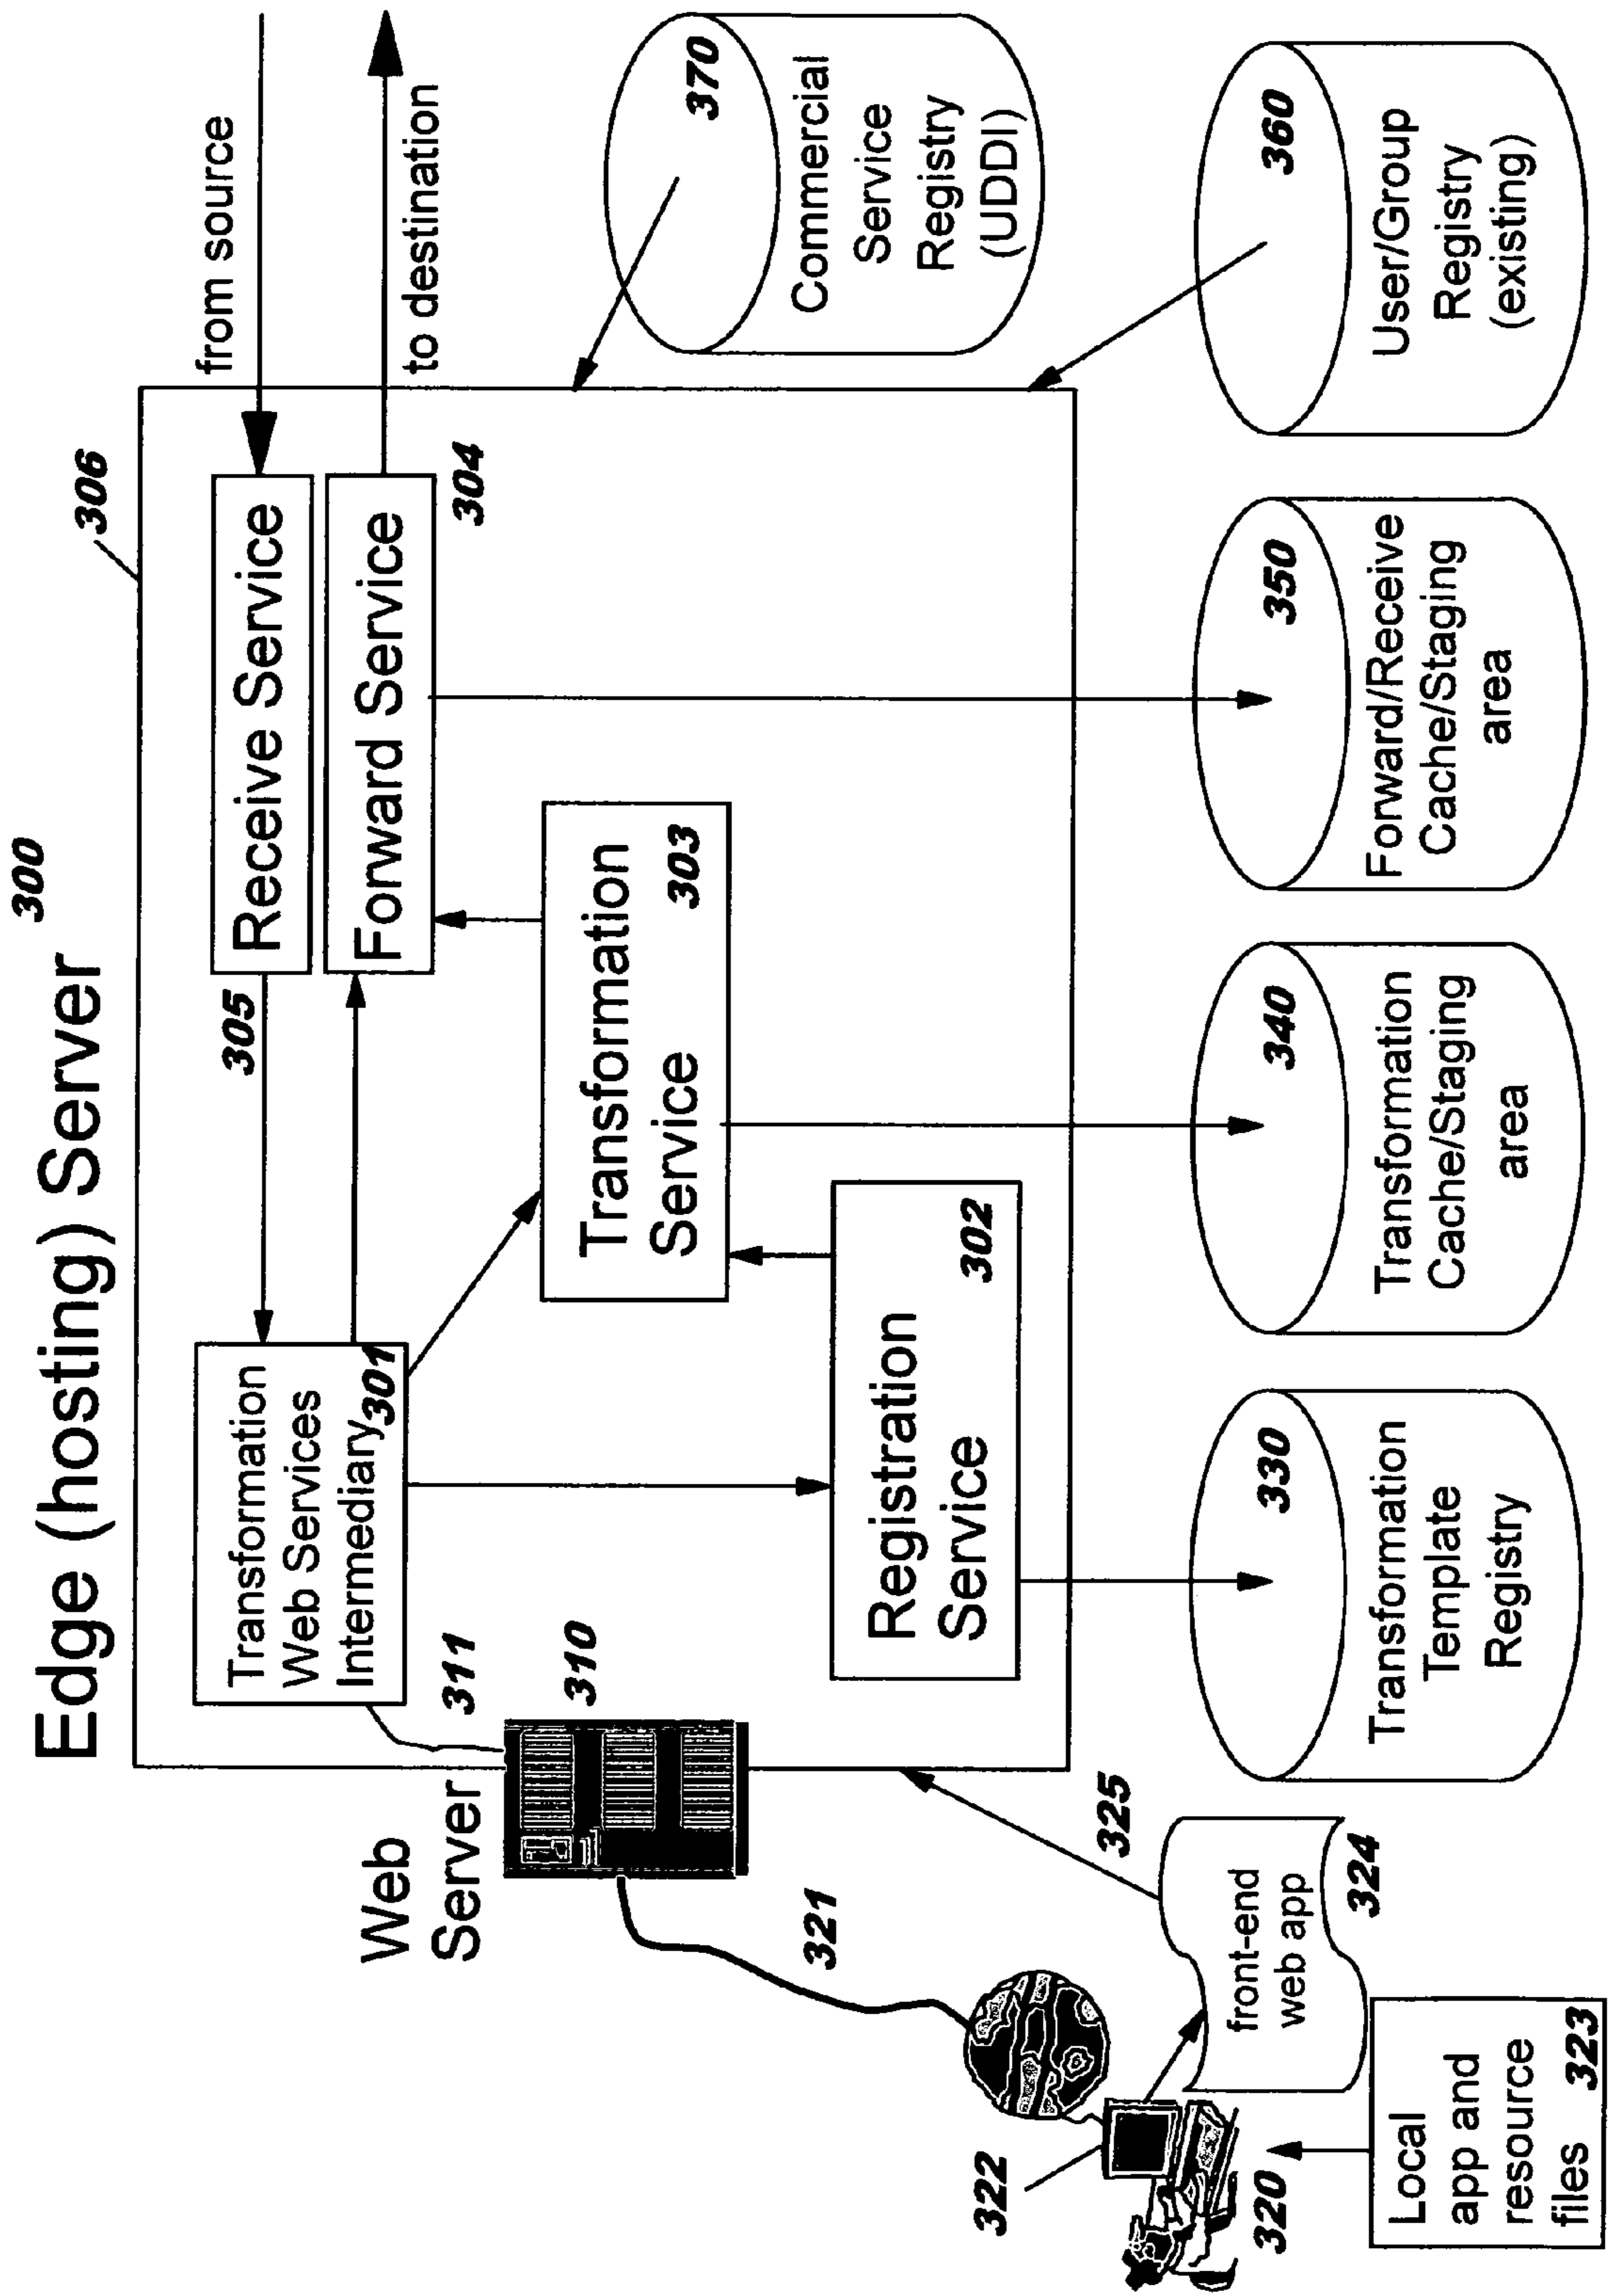 Edge (hosting) Server
300
306
from source
to destination
Receive Service
305
Forward Service
304
Transformation
Web Services
Intermediary
301
311
Web
Server
310
Transformation
Service
303
Registration
Service
302
321
322
320
325
front-end
web app
324
Local
app and
resource
files
323
330
Transformation
Template
Registry
340
Transformation
Cache/Staging
area
350
Forward/Receive
Cache/Staging
area
360
User/Group
Registry
(existing)
370
Commercial
Service
Registry
(UDDI)